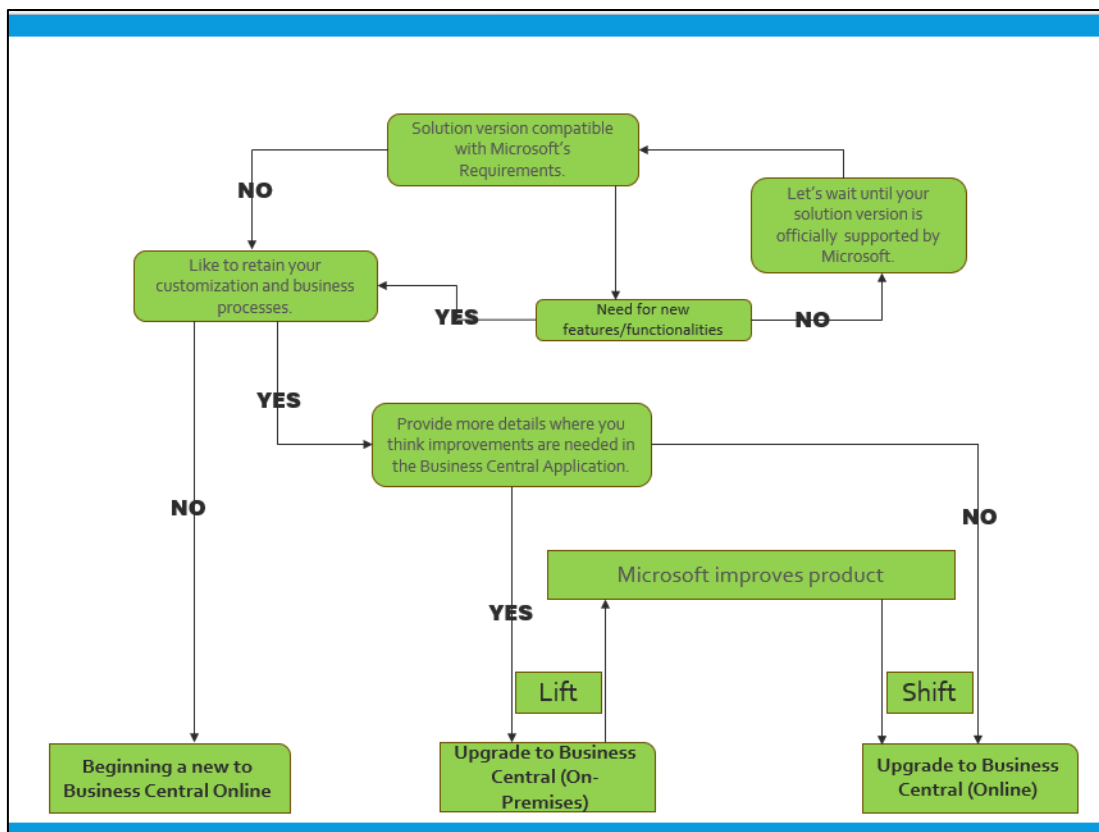 Solution version compatible
with Microsoft's
Requirements.
NO
Let's wait until your
solution version is
officially supported by
Microsoft.
Like to retain your
customization and business
processes.
YES
Need for new
features/functionalities
NO
YES
Provide more details where you
think improvements are needed in
the Business Central Application.
NO
NO
Microsoft improves product
YES
Lift
Shift
Beginning a new to
Business Central Online
Upgrade to Business
Central (On-
Premises)
Upgrade to Business
Central (Online)